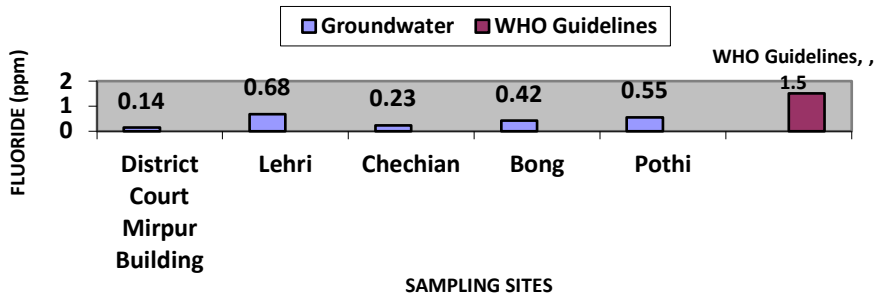 Groundwater WHO Guidelines
WHO Guidelines, ,
1.5
FLUORIDE (ppm)
2
1
0
0.14 0.68 0.23 0.42 0.55
District Lehri Chechian Bong Pothi
Court
Mirpur
Building
SAMPLING SITES